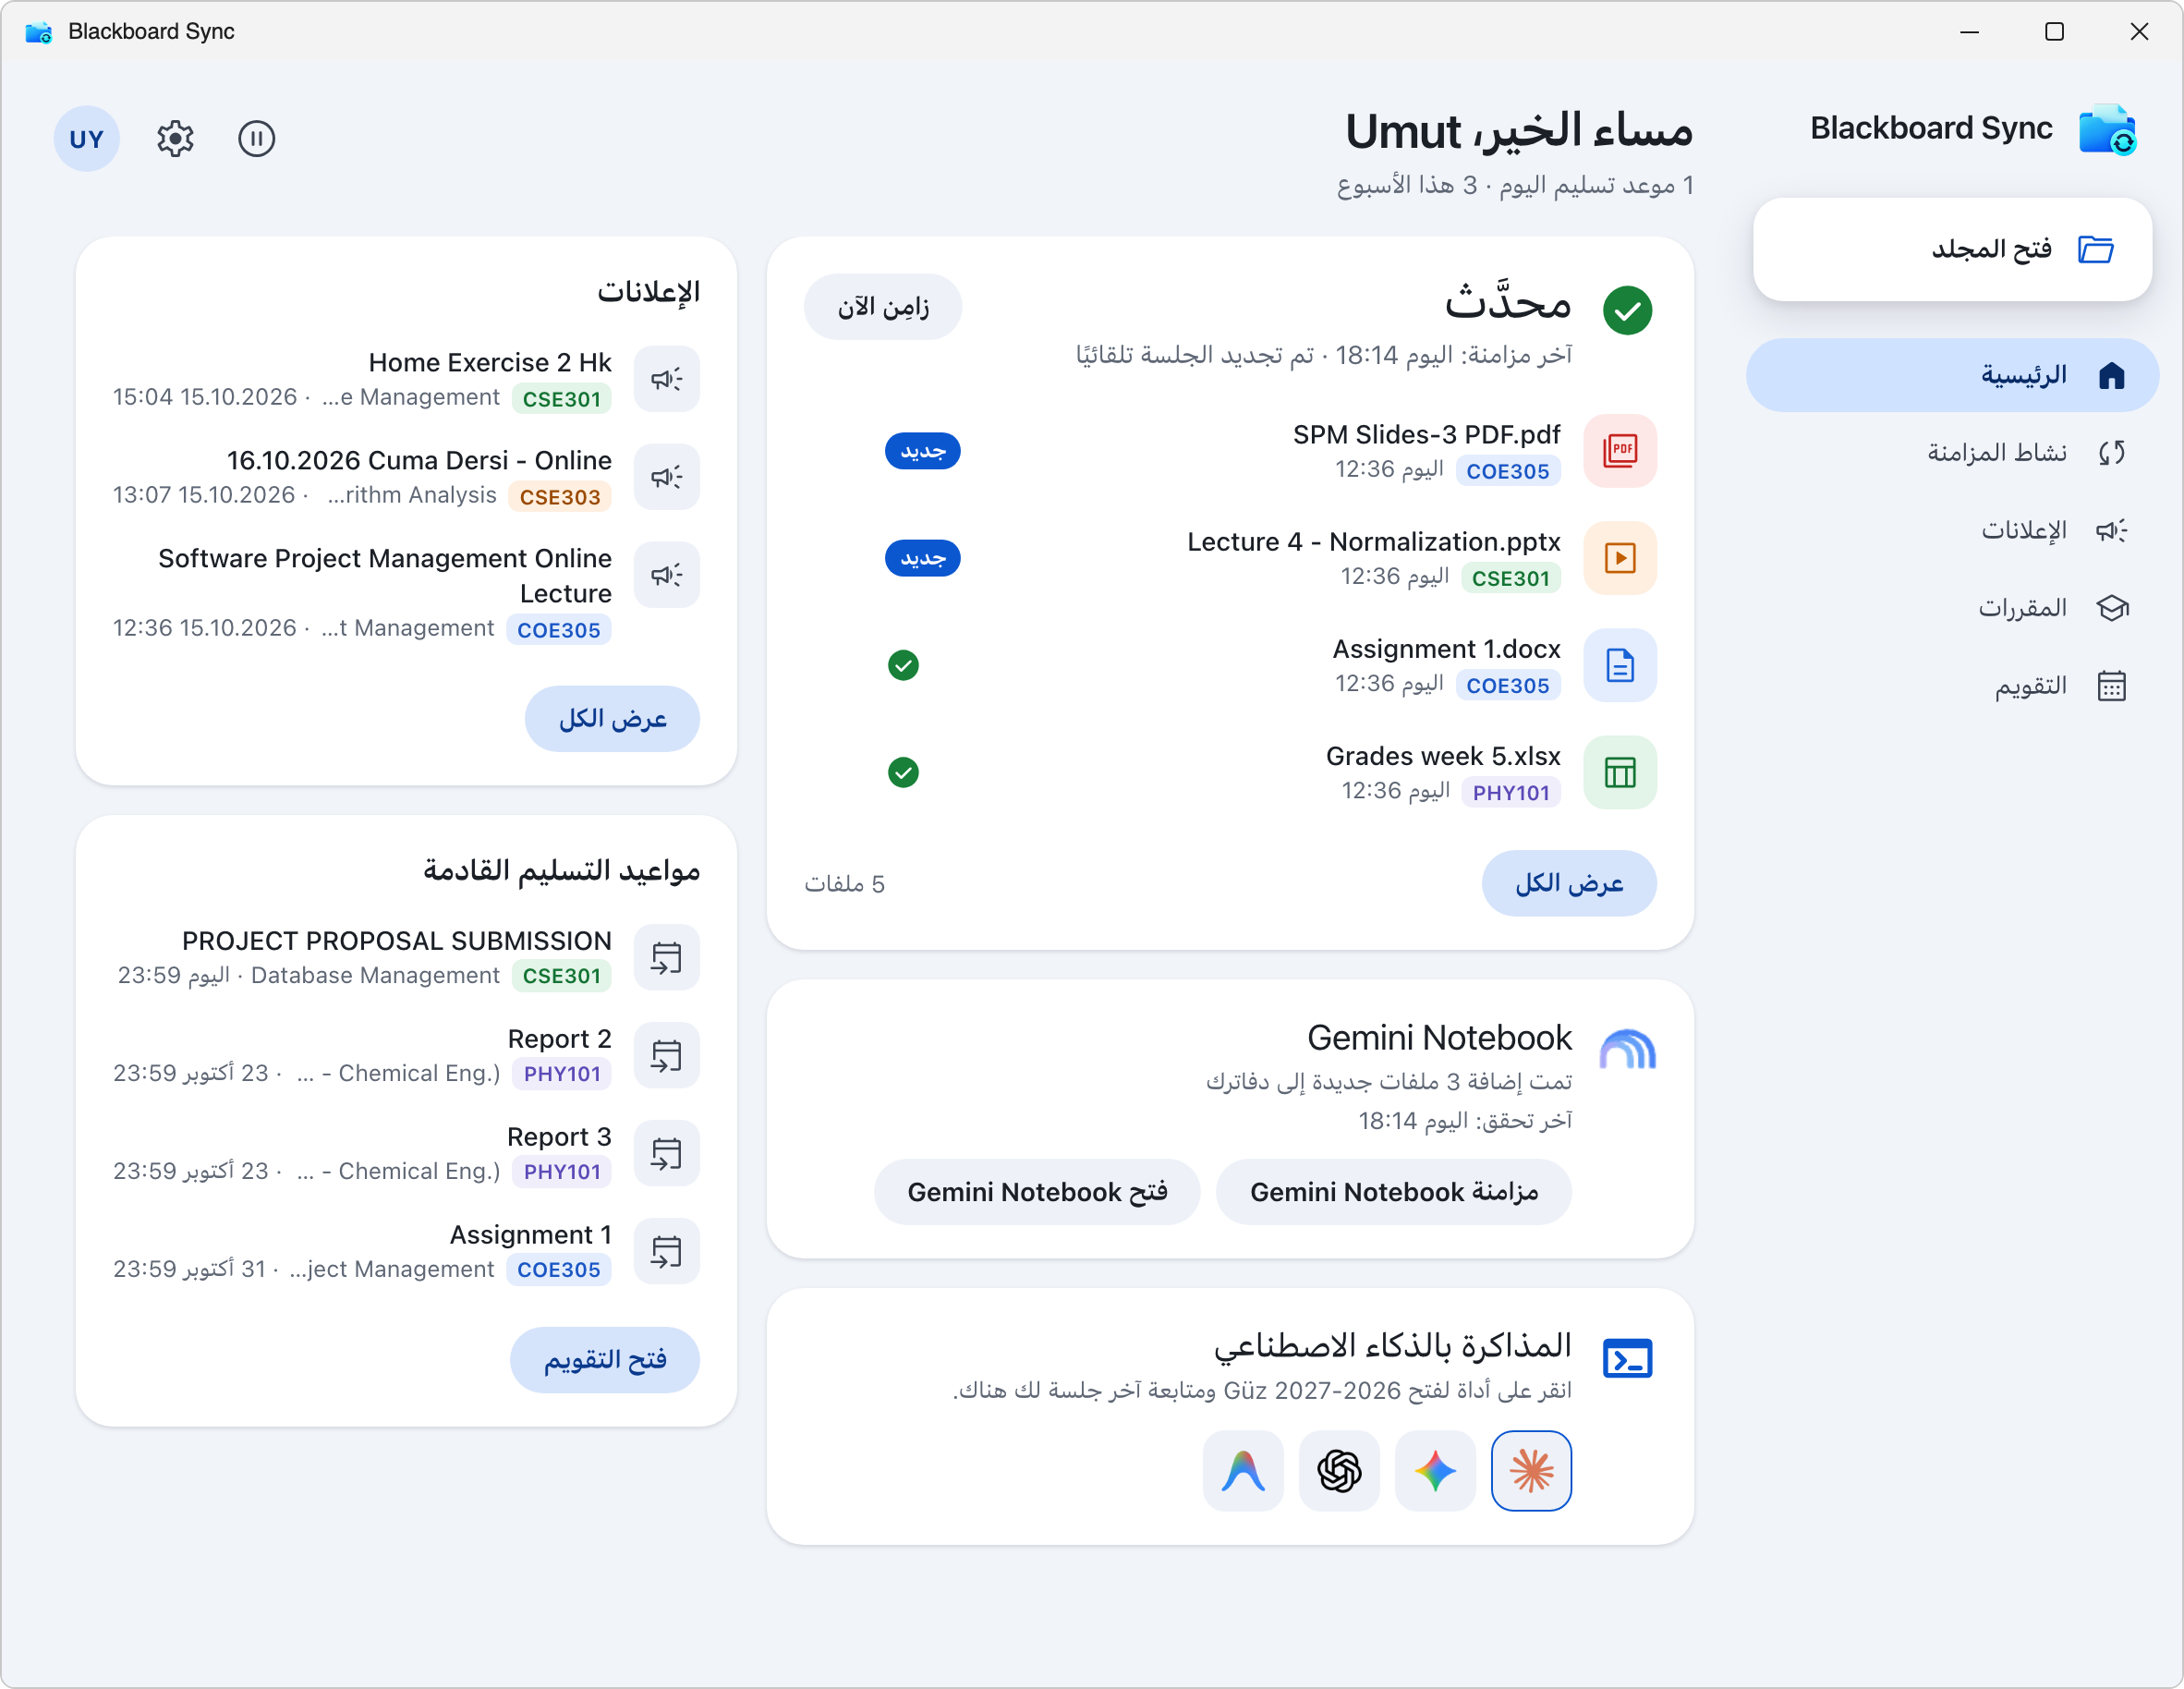 Blackboard Sync
Blackboard Sync
فتح المجلد
الرئيسية
نشاط المزامنة
الإعلانات
المقررات
التقويم
مساء الخير، Umut
1 موعد تسليم اليوم · 3 هذا الأسبوع
UY
محدَّث
آخر مزامنة: اليوم 18:14 · تم تجديد الجلسة تلقائيًا
زامِن الآن
SPM Slides-3 PDF.pdf
COE305 اليوم 12:36
جديد
Lecture 4 - Normalization.pptx
CSE301 اليوم 12:36
جديد
Assignment 1.docx
COE305 اليوم 12:36
Grades week 5.xlsx
PHY101 اليوم 12:36
عرض الكل
5 ملفات
Gemini Notebook
تمت إضافة 3 ملفات جديدة إلى دفاترك
آخر تحقق: اليوم 18:14
مزامنة Gemini Notebook
فتح Gemini Notebook
المذاكرة بالذكاء الاصطناعي
انقر على أداة لفتح Güz 2027-2026 ومتابعة آخر جلسة لك هناك.
الإعلانات
Home Exercise 2 Hk
CSE301 ...e Management · 15.10.2026 15:04
16.10.2026 Cuma Dersi - Online
CSE303 ...rithm Analysis · 15.10.2026 13:07
Software Project Management Online
Lecture
COE305 ...t Management · 15.10.2026 12:36
عرض الكل
مواعيد التسليم القادمة
PROJECT PROPOSAL SUBMISSION
CSE301 Database Management · اليوم 23:59
Report 2
PHY101 ... - Chemical Eng.) · 23 أكتوبر 23:59
Report 3
PHY101 ... - Chemical Eng.) · 23 أكتوبر 23:59
Assignment 1
COE305 ...ject Management · 31 أكتوبر 23:59
فتح التقويم